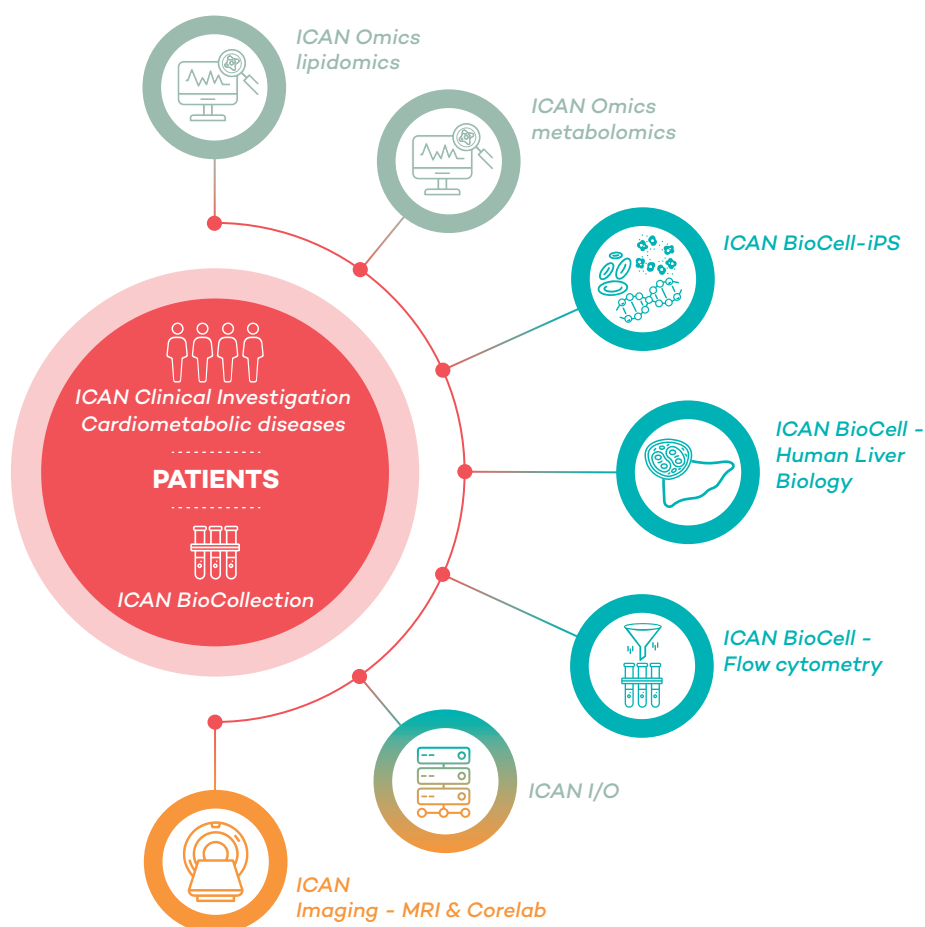 ICAN Omics
lipidomics
ICAN Omics
metabolomics
ICAN BioCell-iPS
ICAN Clinical Investigation
Cardiometabolic diseases
PATIENTS
ICAN BioCollection
ICAN BioCell -
Human Liver
Biology
ICAN BioCell -
Flow cytometry
ICAN I/O
ICAN
Imaging - MRI & Corelab